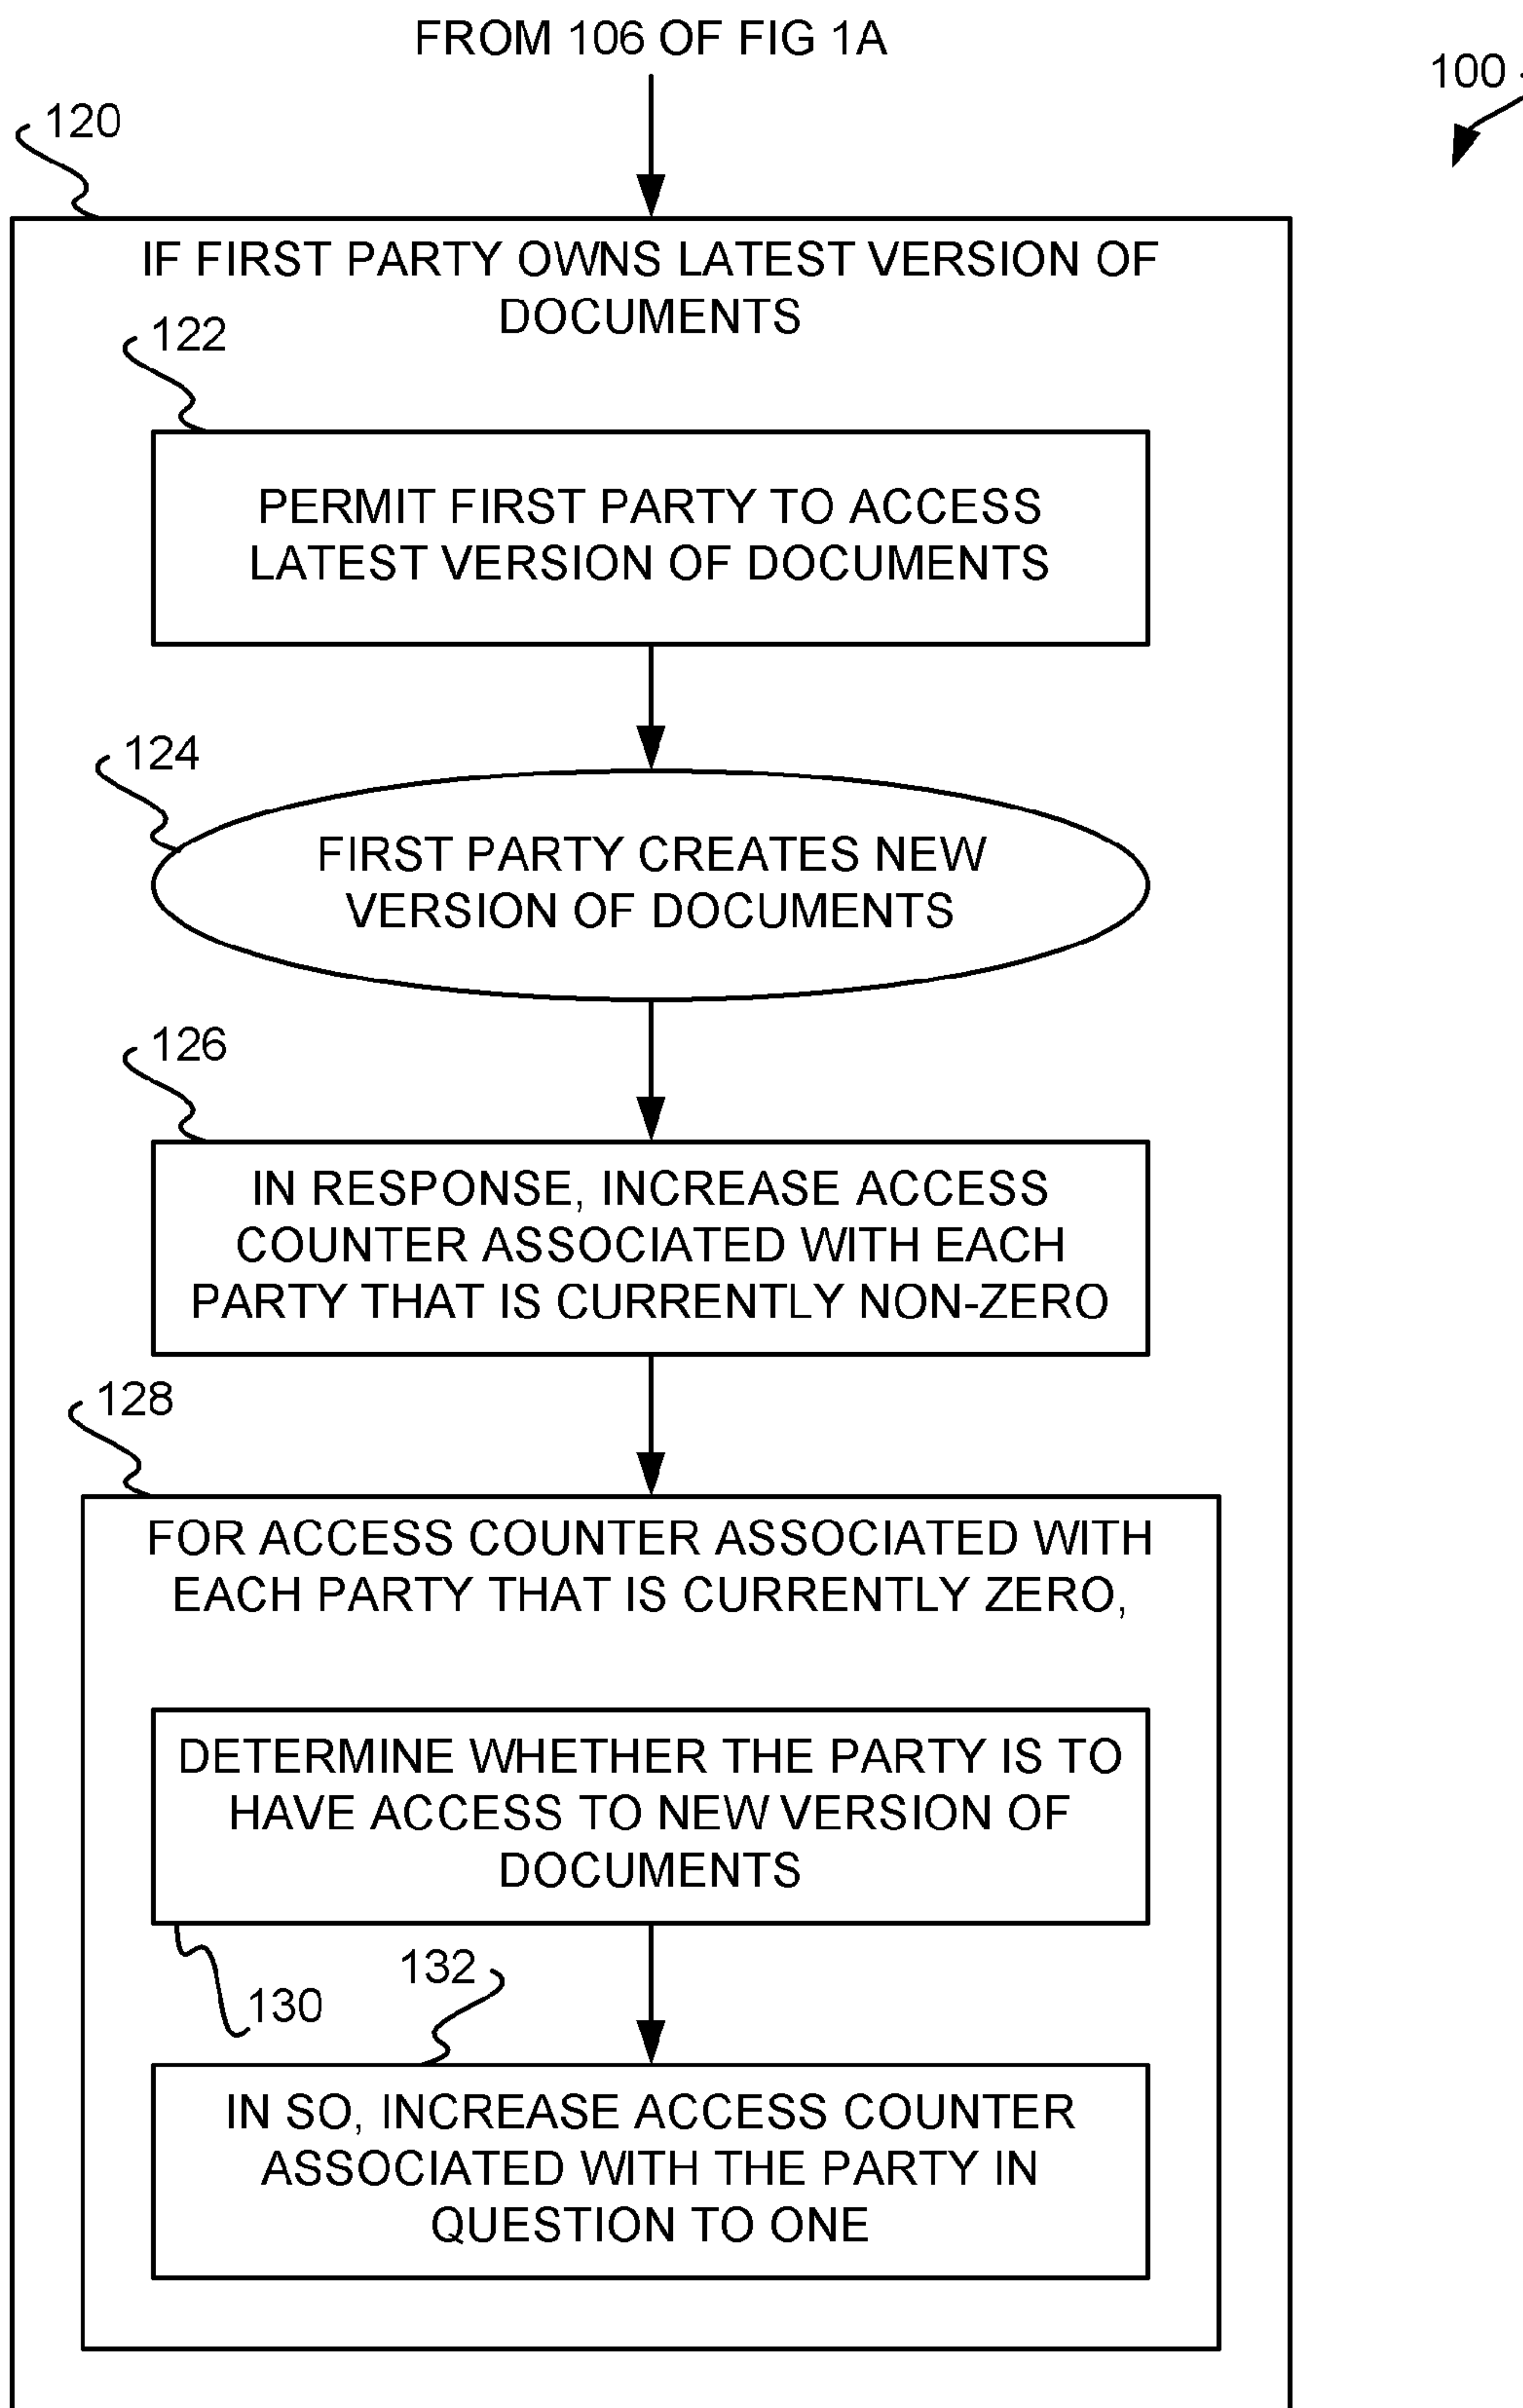 FROM 106 OF FIG 1A
100
120
IF FIRST PARTY OWNS LATEST VERSION OF
DOCUMENTS
122
PERMIT FIRST PARTY TO ACCESS
LATEST VERSION OF DOCUMENTS
124
FIRST PARTY CREATES NEW
VERSION OF DOCUMENTS
126
IN RESPONSE, INCREASE ACCESS
COUNTER ASSOCIATED WITH EACH
PARTY THAT IS CURRENTLY NON-ZERO
128
FOR ACCESS COUNTER ASSOCIATED WITH
EACH PARTY THAT IS CURRENTLY ZERO,
DETERMINE WHETHER THE PARTY IS TO
HAVE ACCESS TO NEW VERSION OF
DOCUMENTS
132
130
IN SO, INCREASE ACCESS COUNTER
ASSOCIATED WITH THE PARTY IN
QUESTION TO ONE